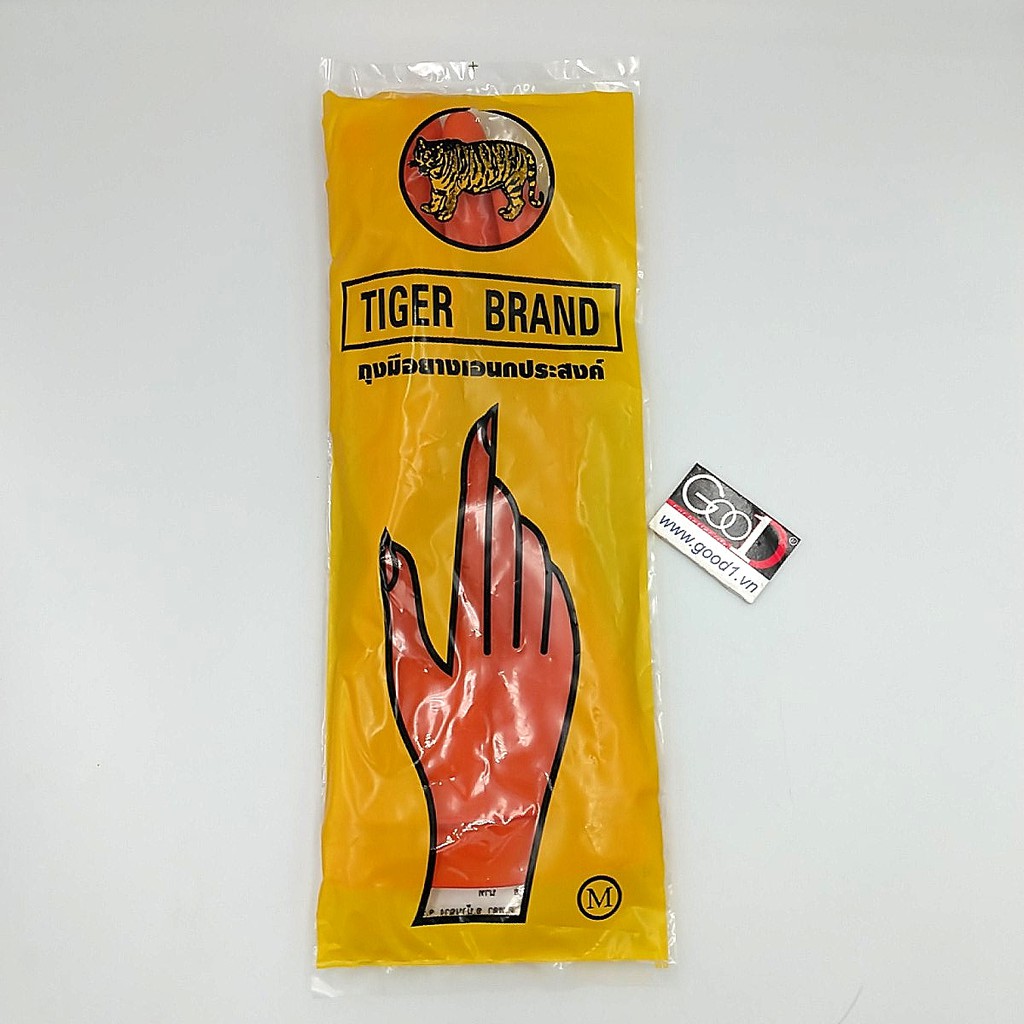 TIGER BRAND
ถุงมือยางเอนกประสงค์
GOO1D
www.good1.vn
M